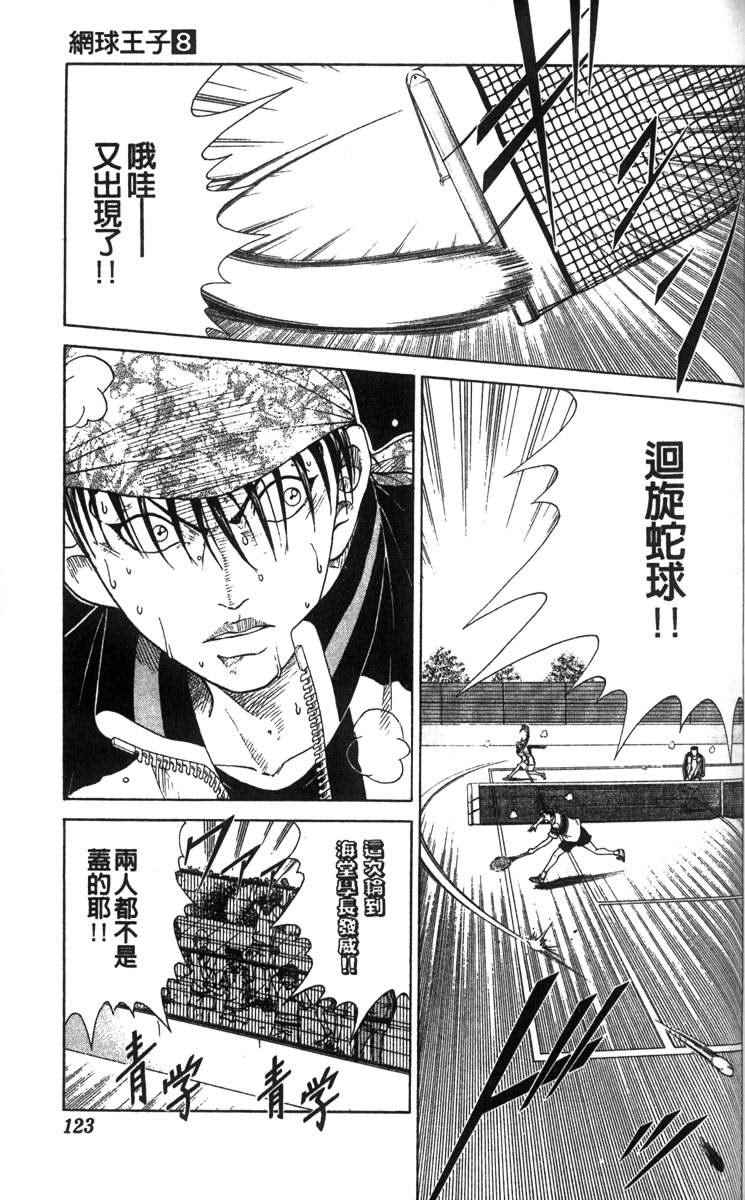 網球王子8
哦哇——
又出現了!!
迴旋蛇球!!
這次輪到
海堂學長發威!!
兩人都不是
蓋的耶!!
青学
青学
123